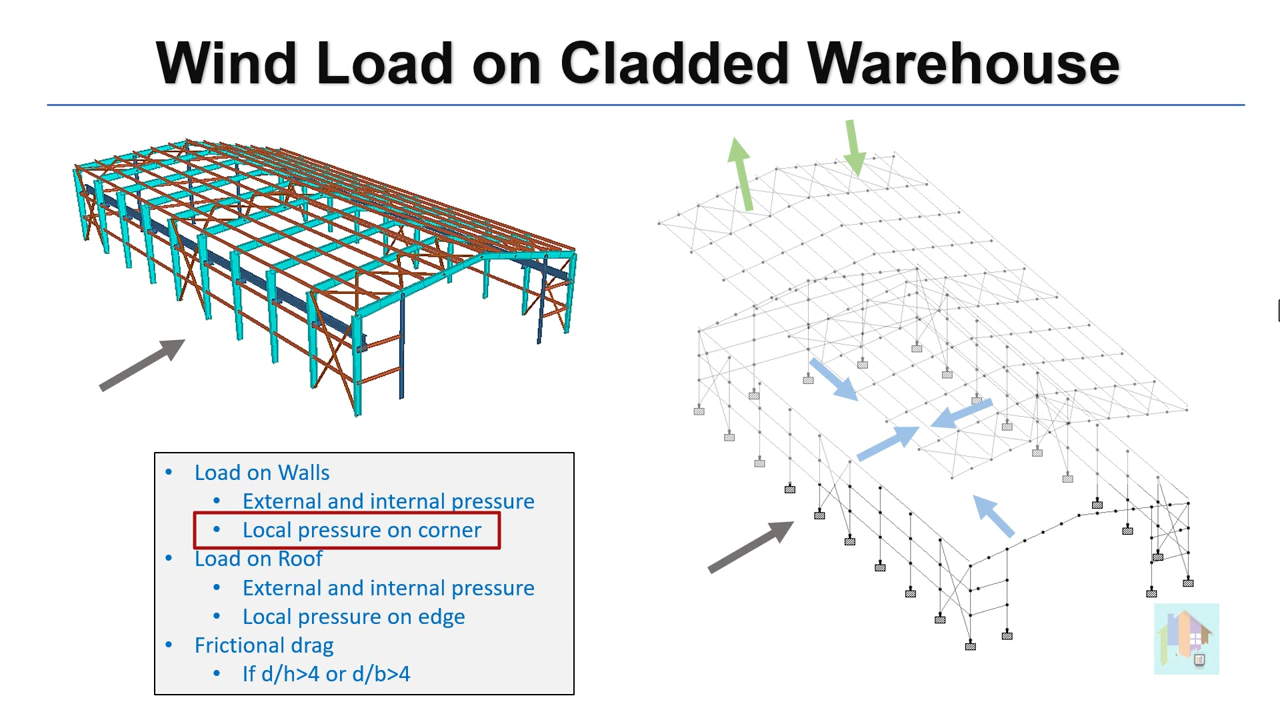 Wind Load on Cladded Warehouse
• Load on Walls
• External and internal pressure
• Local pressure on corner
• Load on Roof
• External and internal pressure
• Local pressure on edge
• Frictional drag
• If d/h>4 or d/b>4